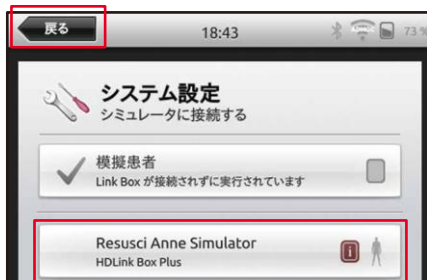 戻る
18:43
73 %
システム設定
シミュレータに接続する
模擬患者
Link Box が接続されずに実行されています
Resusci Anne Simulator
HDLink Box Plus